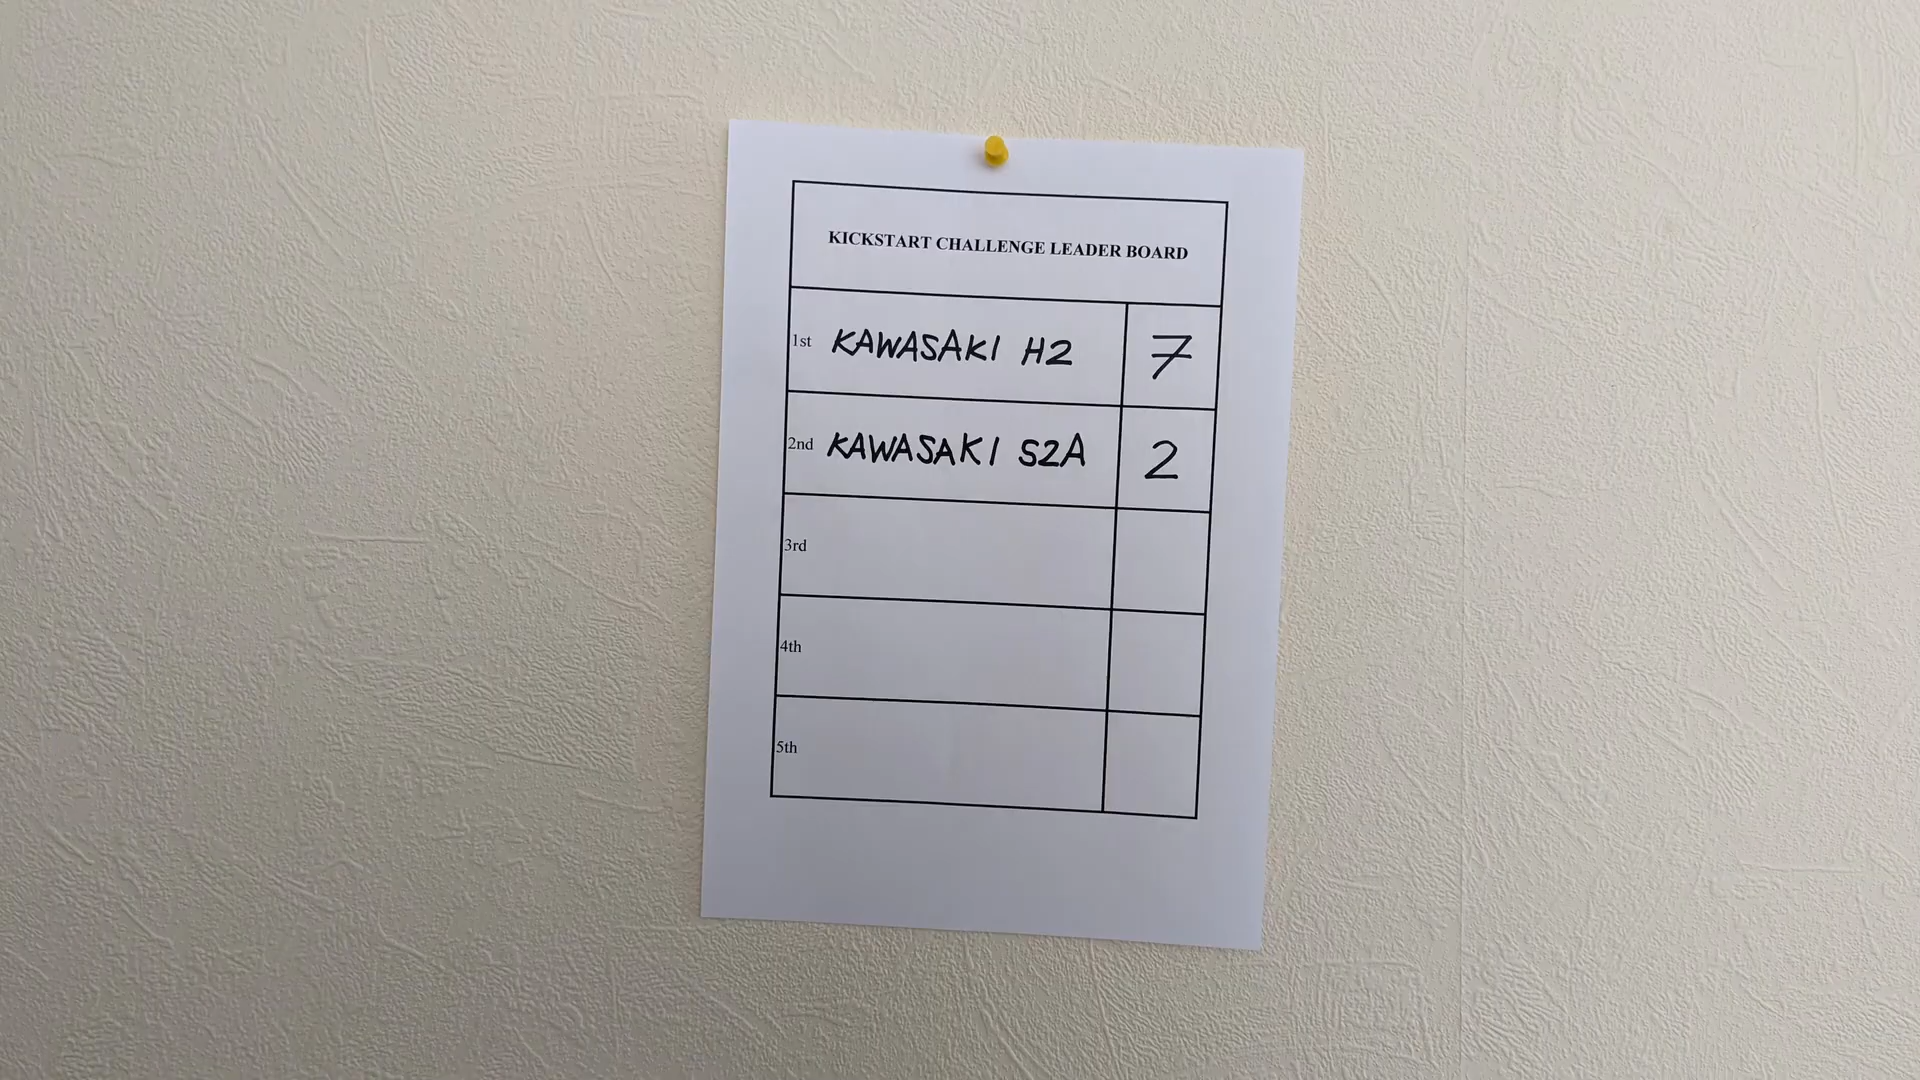 KICKSTART CHALLENGE LEADER BOARD
1st KAWASAKI H2 7
2nd KAWASAKI S2A 2
3rd
4th
5th